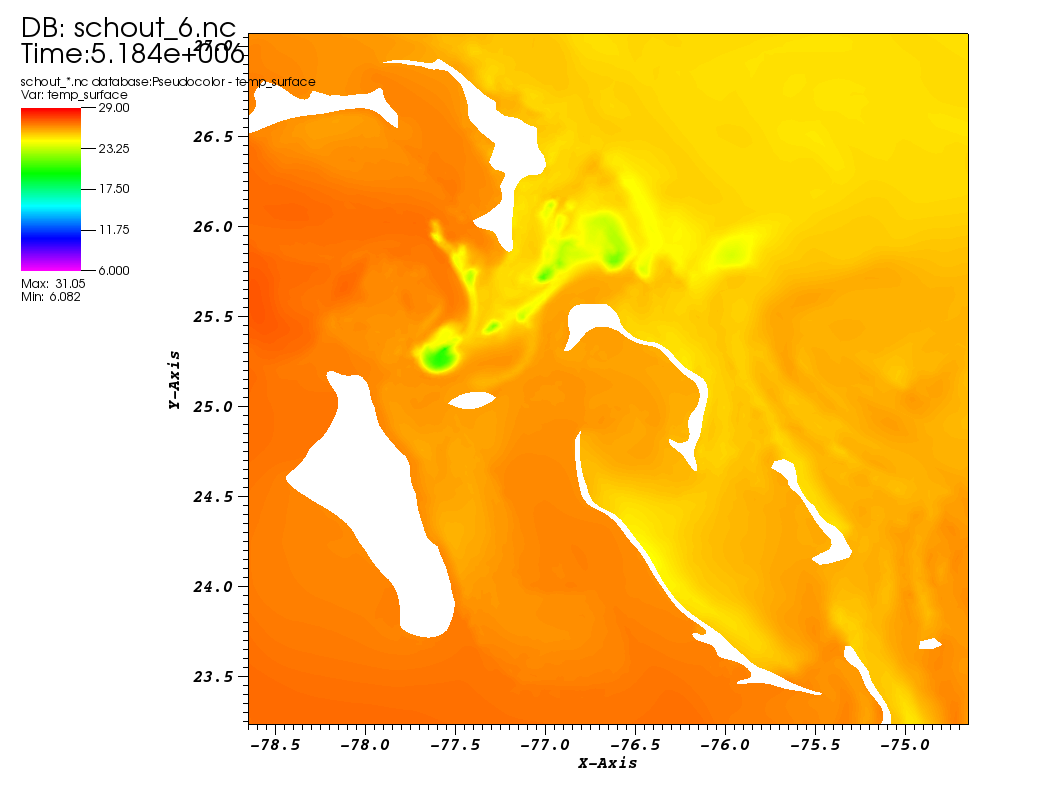 DB: schout_6.nc
Time:5.184e+006
schout_*.nc database:Pseudocolor - temp_surface
Var: temp_surface
29.00
23.25
17.50
11.75
6.000
Max: 31.05
Min: 6.082
27.0
26.5
26.0
25.5
25.0
24.5
24.0
23.5
Y-Axis
-78.5 -78.0 -77.5 -77.0 -76.5 -76.0 -75.5 -75.0
X-Axis